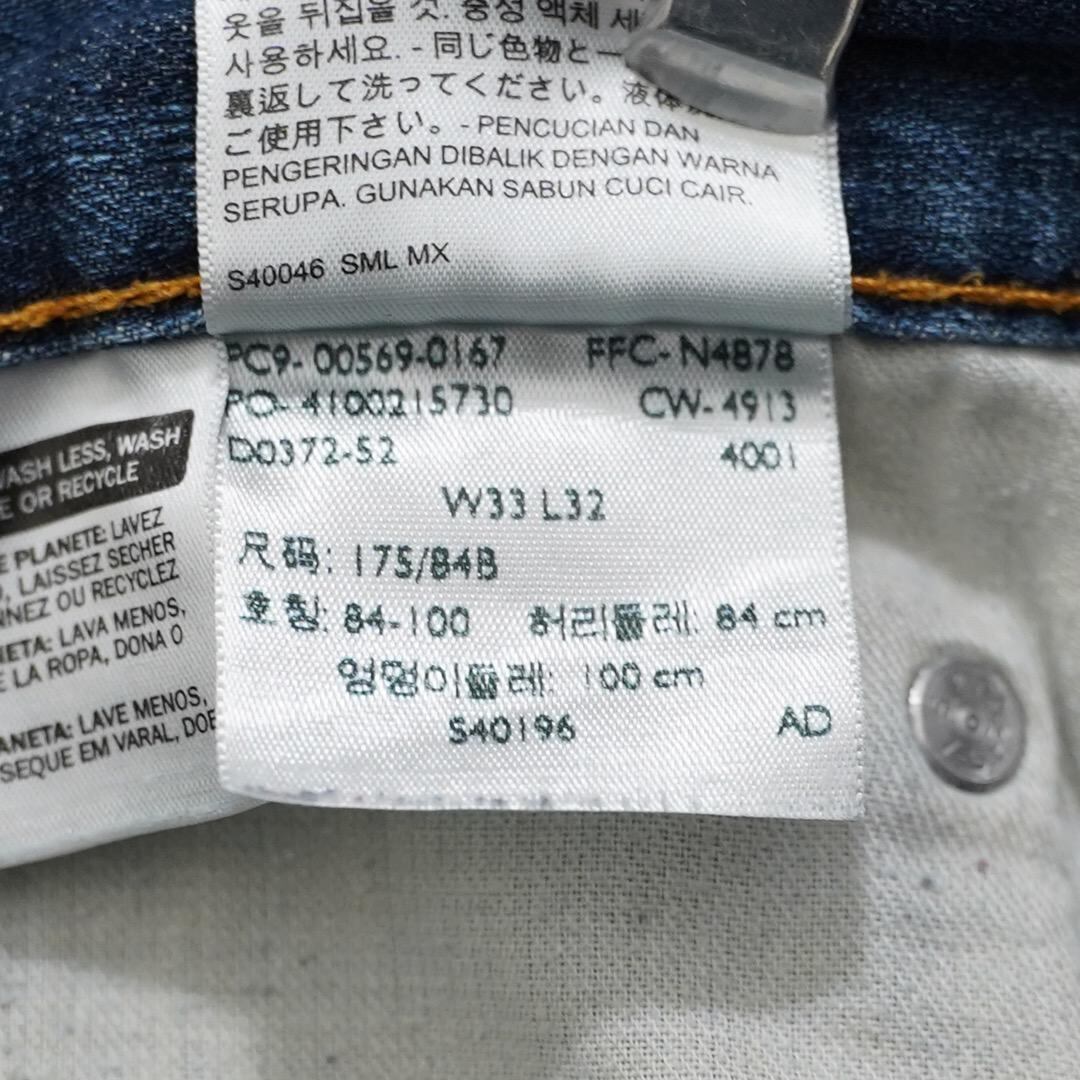 옷을 뒤집을 것. 중성 액체 세
사용하세요. - 同じ色物と一
裏返して洗ってください。液体
ご使用下さい。- PENCUCIAN DAN
PENGERINGAN DIBALIK DENGAN WARNA
SERUPA. GUNAKAN SABUN CUCI CAIR.
S40046 SML MX
PC9-00569-0167 FFC-N4878
PO-4100215730 CW-4913
D0372-52 4001
W33 L32
尺码: 175/84B
호칭: 84-100 허리둘레: 84 cm
엉덩이둘레: 100 cm
S40196 AD
WASH LESS, WASH
E OR RECYCLE
E PLANETE: LAVEZ
, LAISSEZ SECHER
NNEZ OU RECYCLEZ
NETA: LAVA MENOS,
E LA ROPA, DONA O
ANETA: LAVE MENOS,
SEQUE EM VARAL, DOE